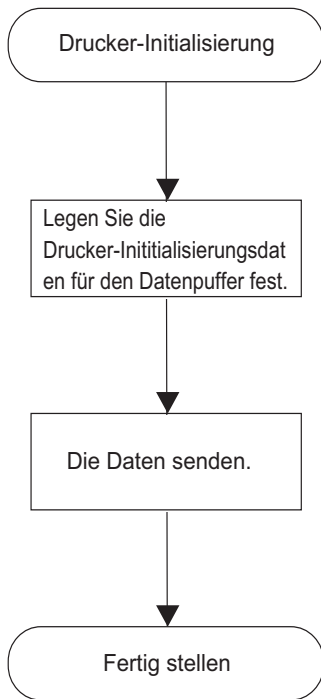 Drucker-Initialisierung
Legen Sie die
Drucker-Inititialisierungsdat
en für den Datenpuffer fest.
Die Daten senden.
Fertig stellen